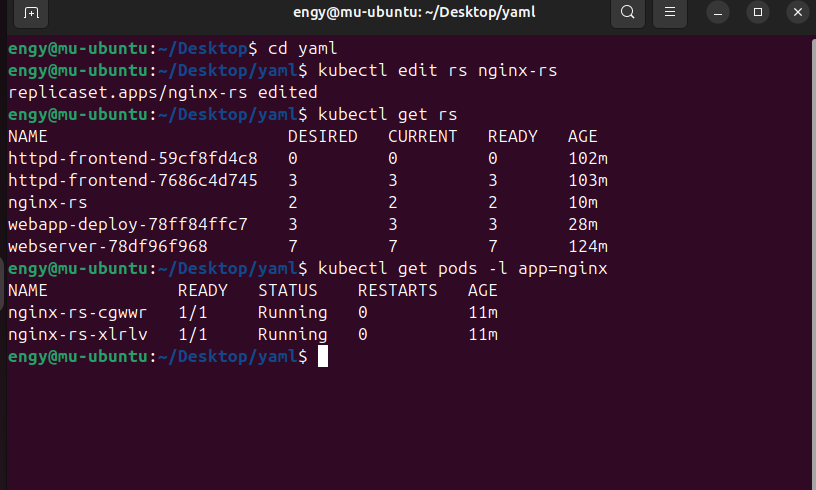 engy@mu-ubuntu: ~/Desktop/yaml
engy@mu-ubuntu:~/Desktop$ cd yaml
engy@mu-ubuntu:~/Desktop/yaml$ kubectl edit rs nginx-rs
replicaset.apps/nginx-rs edited
engy@mu-ubuntu:~/Desktop/yaml$ kubectl get rs
NAME                        DESIRED   CURRENT   READY   AGE
httpd-frontend-59cf8fd4c8   0         0         0       102m
httpd-frontend-7686c4d745   3         3         3       103m
nginx-rs                    2         2         2       10m
webapp-deploy-78ff84ffc7    3         3         3       28m
webserver-78df96f968        7         7         7       124m
engy@mu-ubuntu:~/Desktop/yaml$ kubectl get pods -l app=nginx
NAME             READY   STATUS    RESTARTS   AGE
nginx-rs-cgwwr   1/1     Running   0          11m
nginx-rs-xlrlv   1/1     Running   0          11m
engy@mu-ubuntu:~/Desktop/yaml$